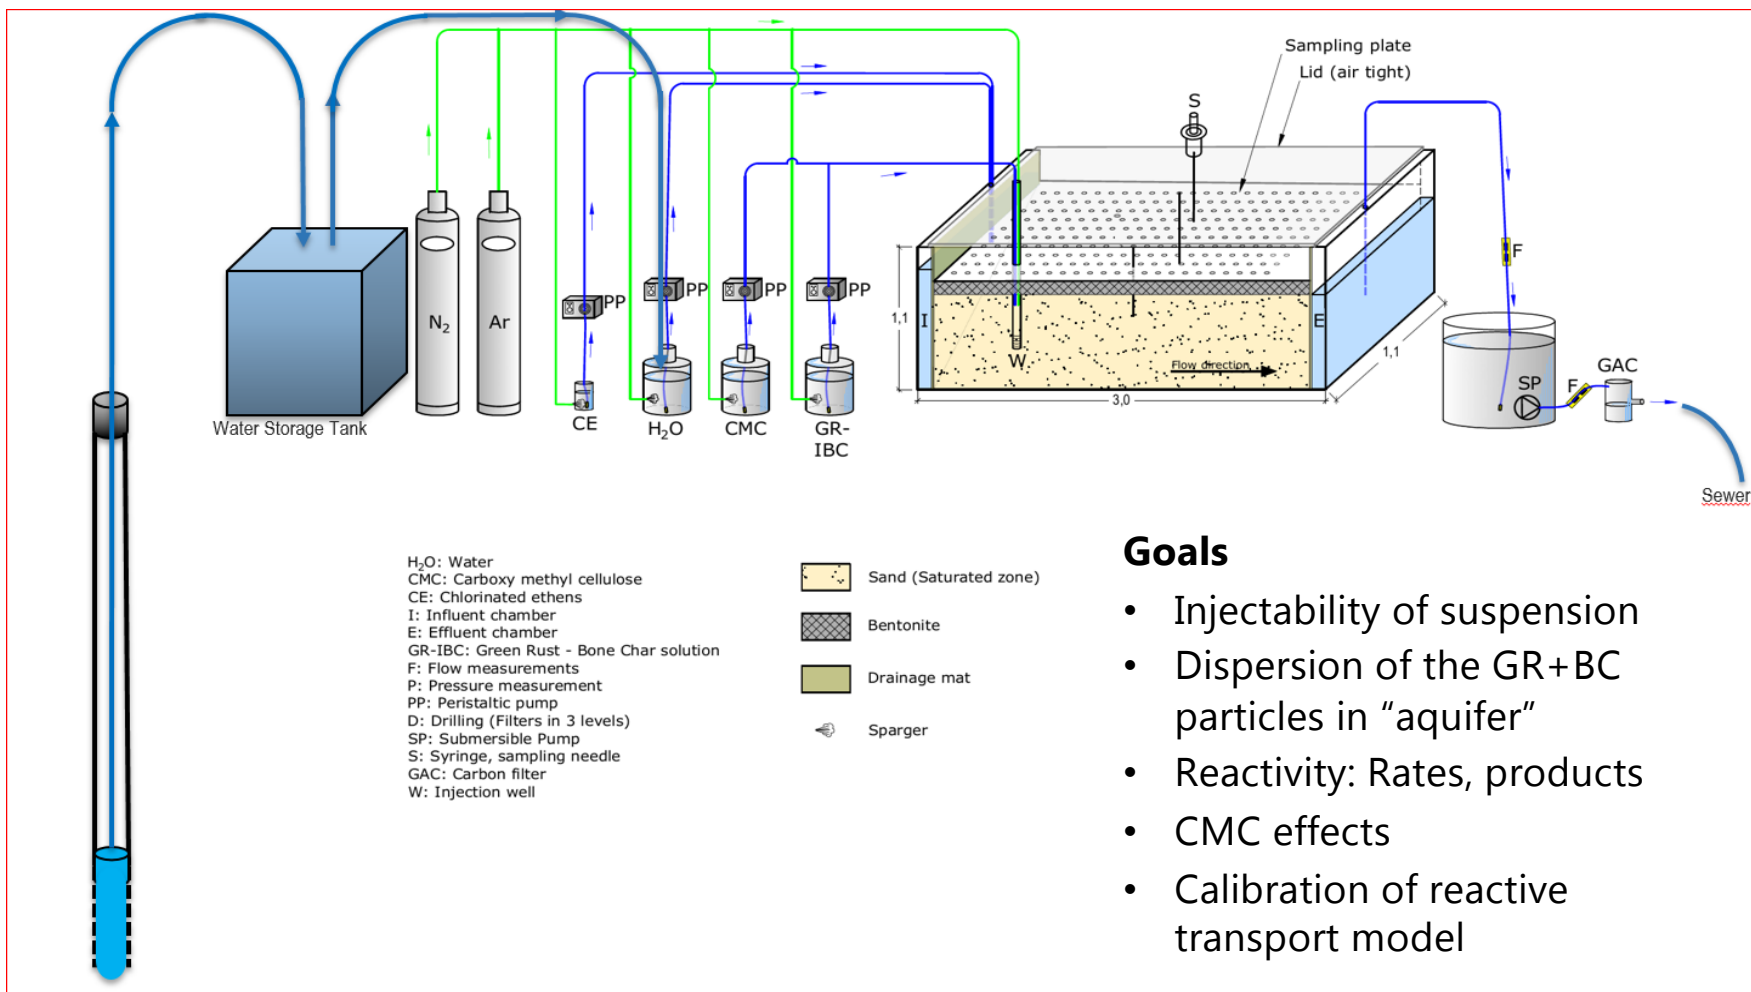 Sampling plate
Lid (air tight)
S
F
N₂
Ar
PP
PP
PP
PP
1,1
I
E
W
Flow direction
3,0
1,1
GAC
SP
F
CE
H₂O
CMC
GR-
IBC
Water Storage Tank
Sewer
H₂O: Water
CMC: Carboxy methyl cellulose
CE: Chlorinated ethens
I: Influent chamber
E: Effluent chamber
GR-IBC: Green Rust - Bone Char solution
F: Flow measurements
P: Pressure measurement
PP: Peristaltic pump
D: Drilling (Filters in 3 levels)
SP: Submersible Pump
S: Syringe, sampling needle
GAC: Carbon filter
W: Injection well
Sand (Saturated zone)
Bentonite
Drainage mat
Sparger
Goals
• Injectability of suspension
• Dispersion of the GR+BC
particles in “aquifer”
• Reactivity: Rates, products
• CMC effects
• Calibration of reactive
transport model